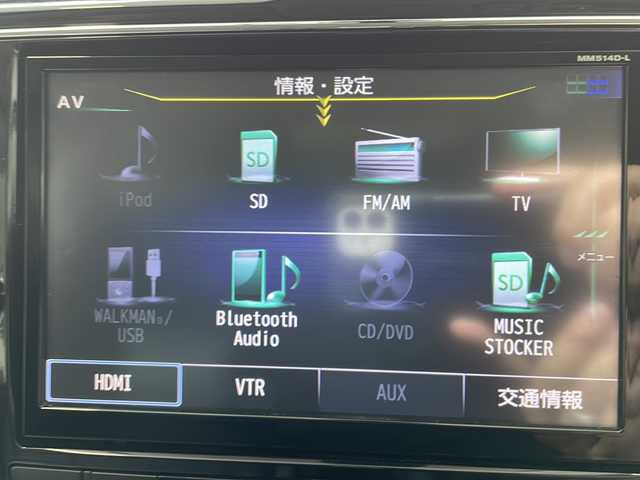 MM514D-L
情報・設定
AV
iPod
SD
SD
FM/AM
TV
メニュー
WALKMAN®/
USB
Bluetooth
Audio
CD/DVD
SD
MUSIC
STOCKER
HDMI
VTR
AUX
交通情報